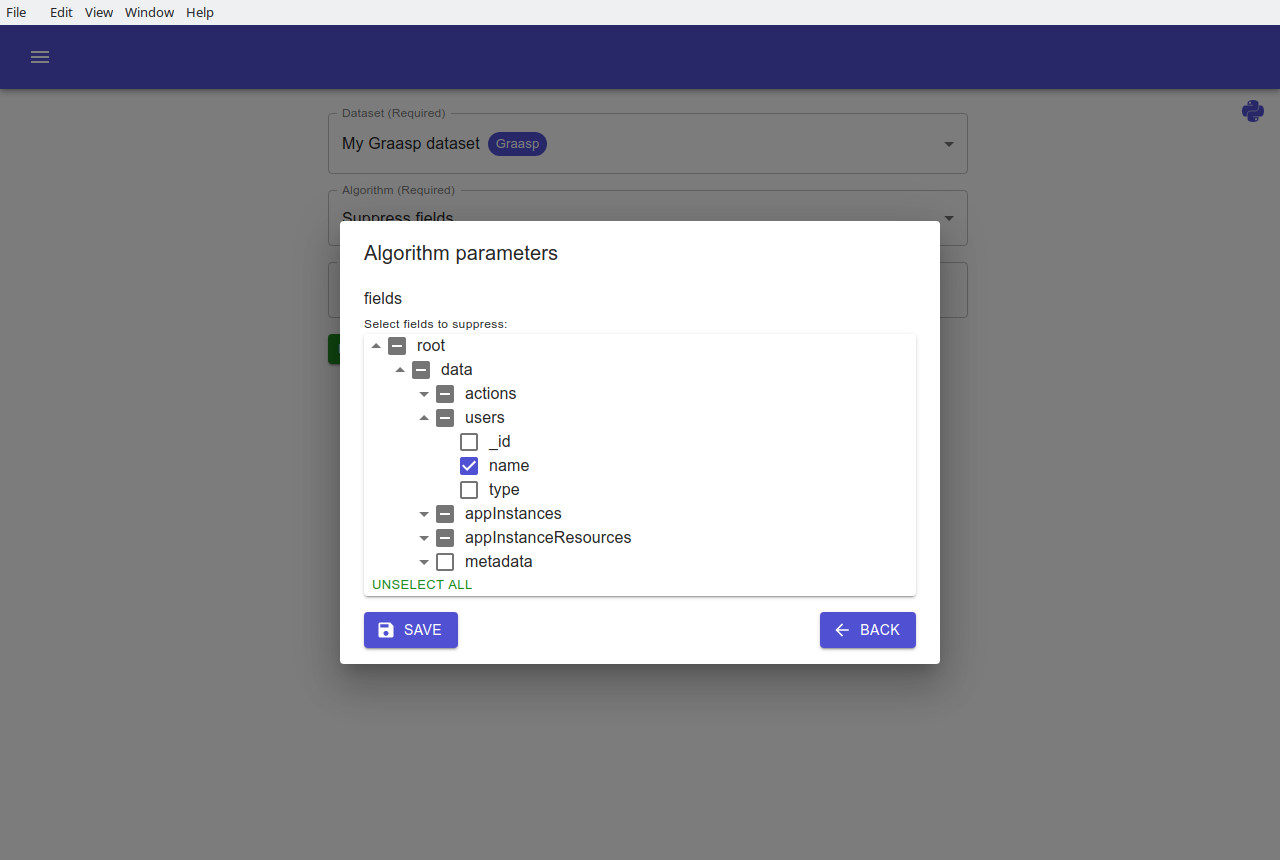 File Edit View Window Help
Dataset (Required)
My Graasp dataset Graasp
Algorithm (Required)
Suppress fields
Algorithm parameters
fields
Select fields to suppress:
root
data
actions
users
_id
name
type
appInstances
appInstanceResources
metadata
UNSELECT ALL
SAVE BACK